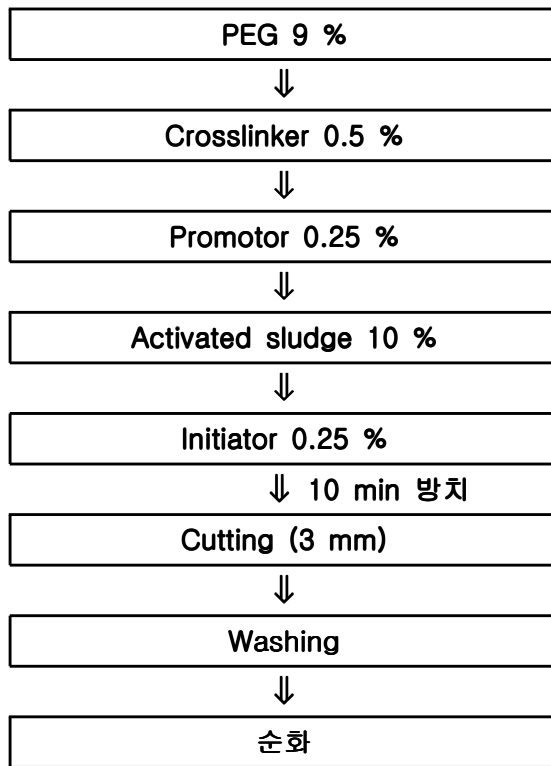 PEG 9 %
⇓
Crosslinker 0.5 %
⇓
Promotor 0.25 %
⇓
Activated sludge 10 %
⇓
Initiator 0.25 %
⇓ 10 min 방치
Cutting (3 mm)
⇓
Washing
⇓
순화